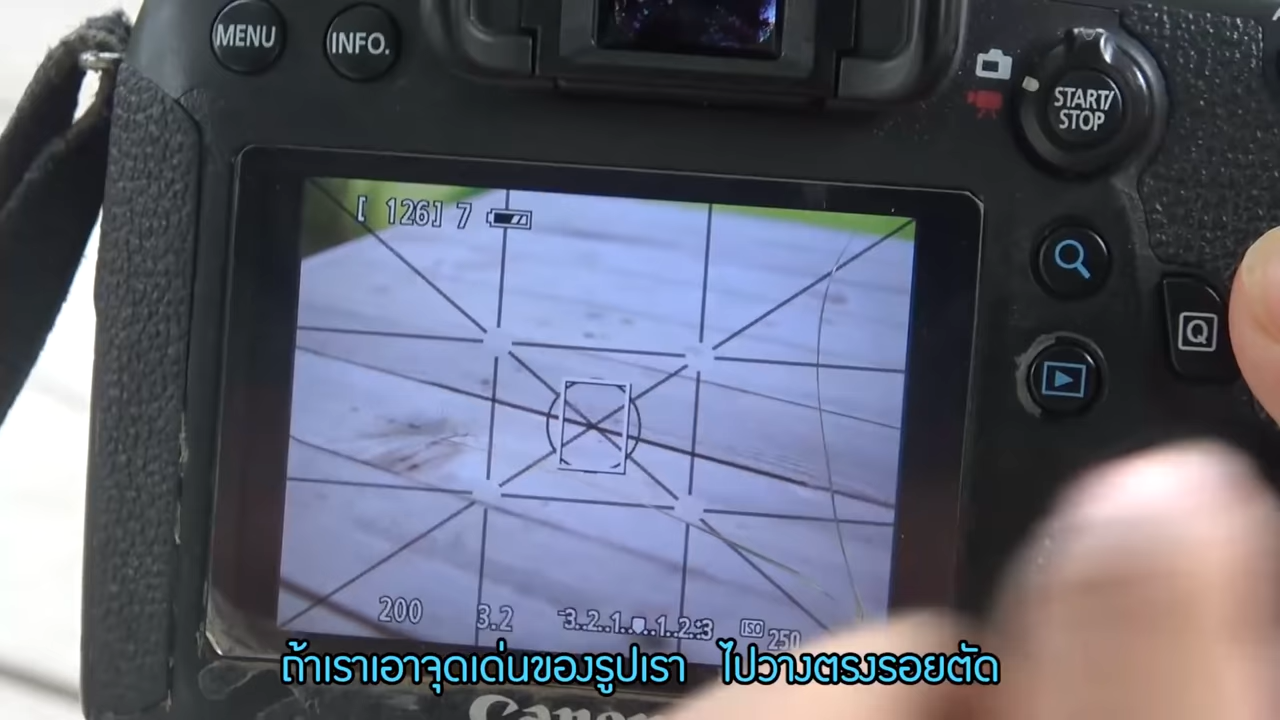 MENU
INFO.
START/
STOP
[ 126] 7
Q
200 3.2 -3..2..1..0..1..2..:3 ISO 250
ถ้าเราเอาจุดเด่นของรูปเรา ไปวางตรงรอยตัด
Canon